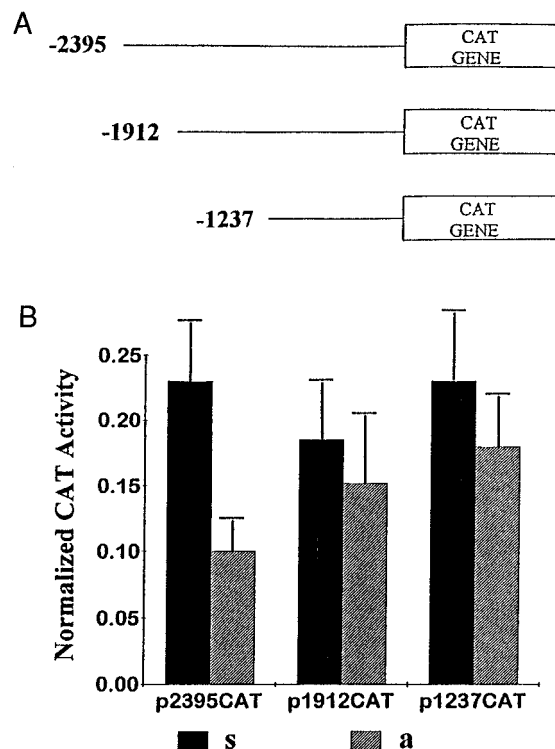 A
-2395
CAT
GENE
-1912
CAT
GENE
-1237
CAT
GENE
B
Normalized CAT Activity
0.25
0.20
0.15
0.10
0.05
0.00
p2395CAT p1912CAT p1237CAT
s a